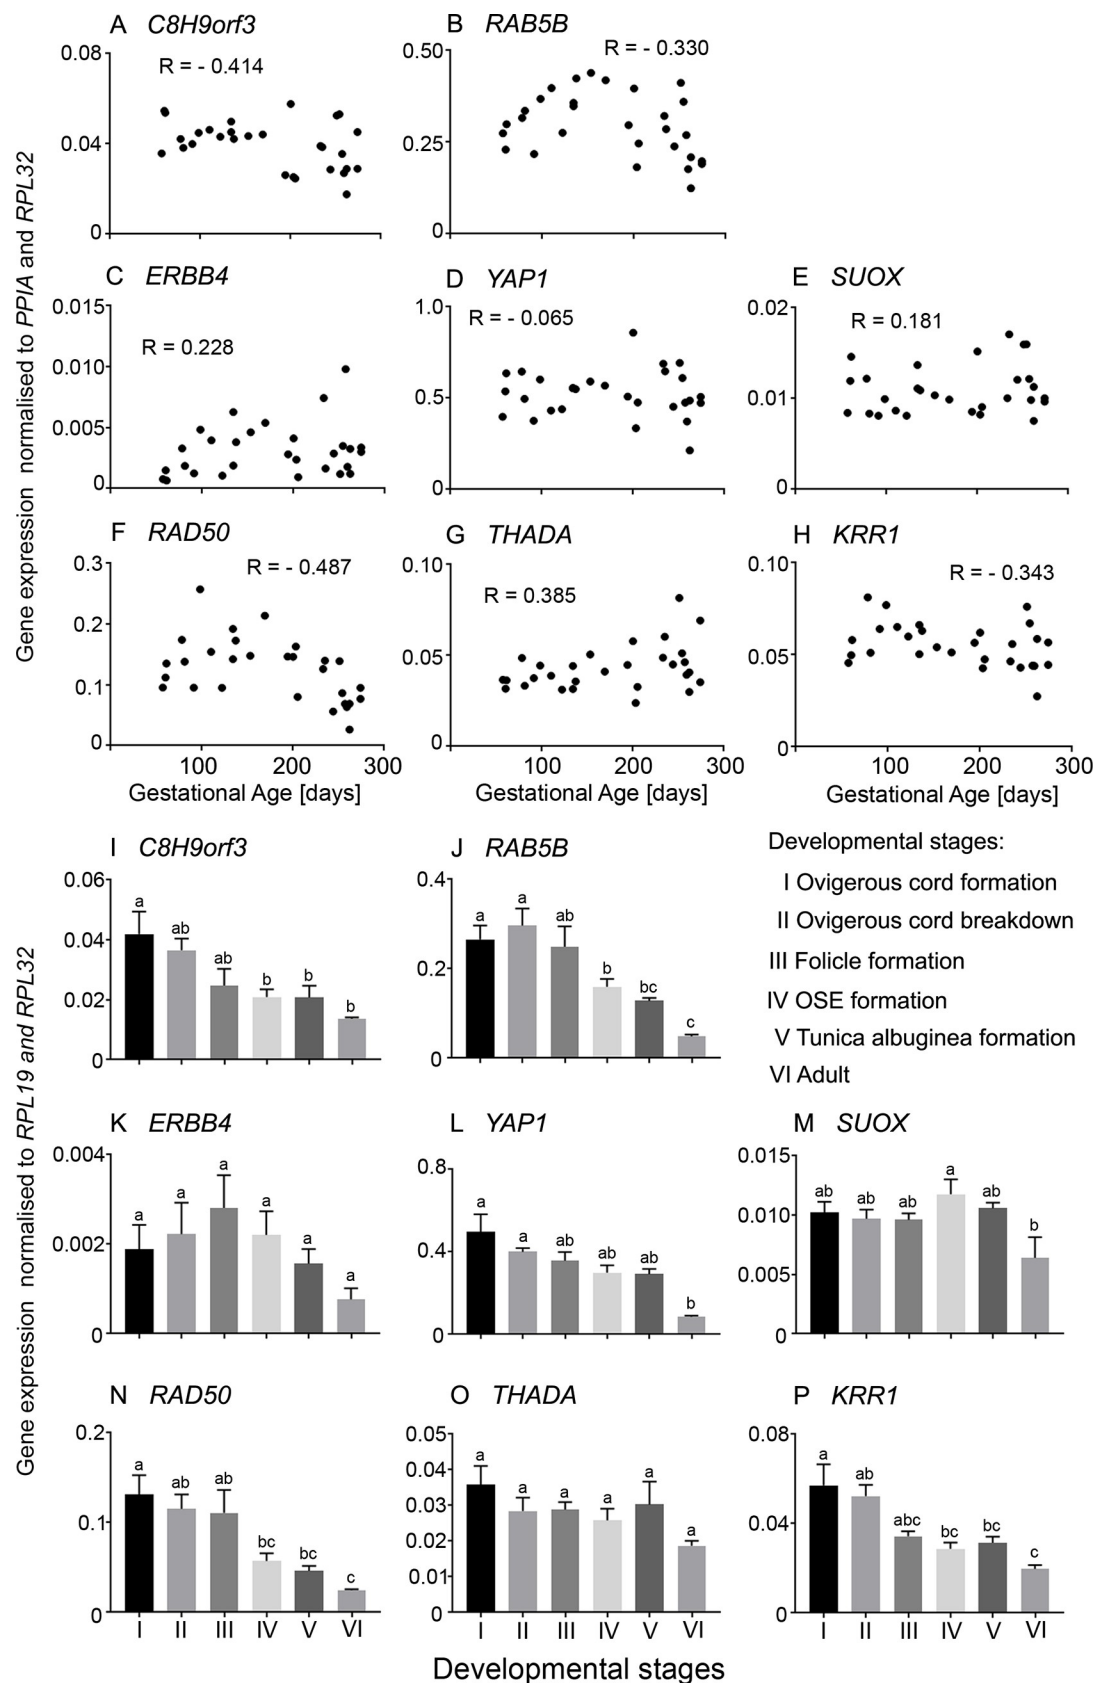 A C8H9orf3
B RAB5B
0.08
R = - 0.414
0.04
0
0.50
R = - 0.330
0.25
0
C ERBB4
D YAP1
E SUOX
0.015
R = 0.228
0.010
0.005
0
1.0
R = - 0.065
0.5
0
0.02
R = 0.181
0.01
0
F RAD50
G THADA
H KRR1
0.3
R = - 0.487
0.2
0.1
0
0.10
R = 0.385
0.05
0
0.10
R = - 0.343
0.05
0
100 200 300
100 200 300
100 200 300
Gestational Age [days]
Gestational Age [days]
Gestational Age [days]
Gene expression normalised to PPIA and RPL32
I C8H9orf3
J RAB5B
Developmental stages:
I Ovigerous cord formation
II Ovigerous cord breakdown
III Folicle formation
IV OSE formation
V Tunica albuginea formation
VI Adult
0.06
0.04
0.02
0
a ab ab b b b
0.4
0.2
0
a a ab b bc c
K ERBB4
L YAP1
M SUOX
0.004
0.002
0
a a a a a a
0.8
0.4
0
a a ab ab ab b
0.015
0.010
0.005
0
ab ab ab a ab b
N RAD50
O THADA
P KRR1
0.2
0.1
0
a ab ab bc bc c
0.05
0.04
0.03
0.02
0.01
0
a a a a a a
0.08
0.04
0
a ab abc bc bc c
I II III IV V VI
I II III IV V VI
I II III IV V VI
Developmental stages
Gene expression normalised to RPL19 and RPL32